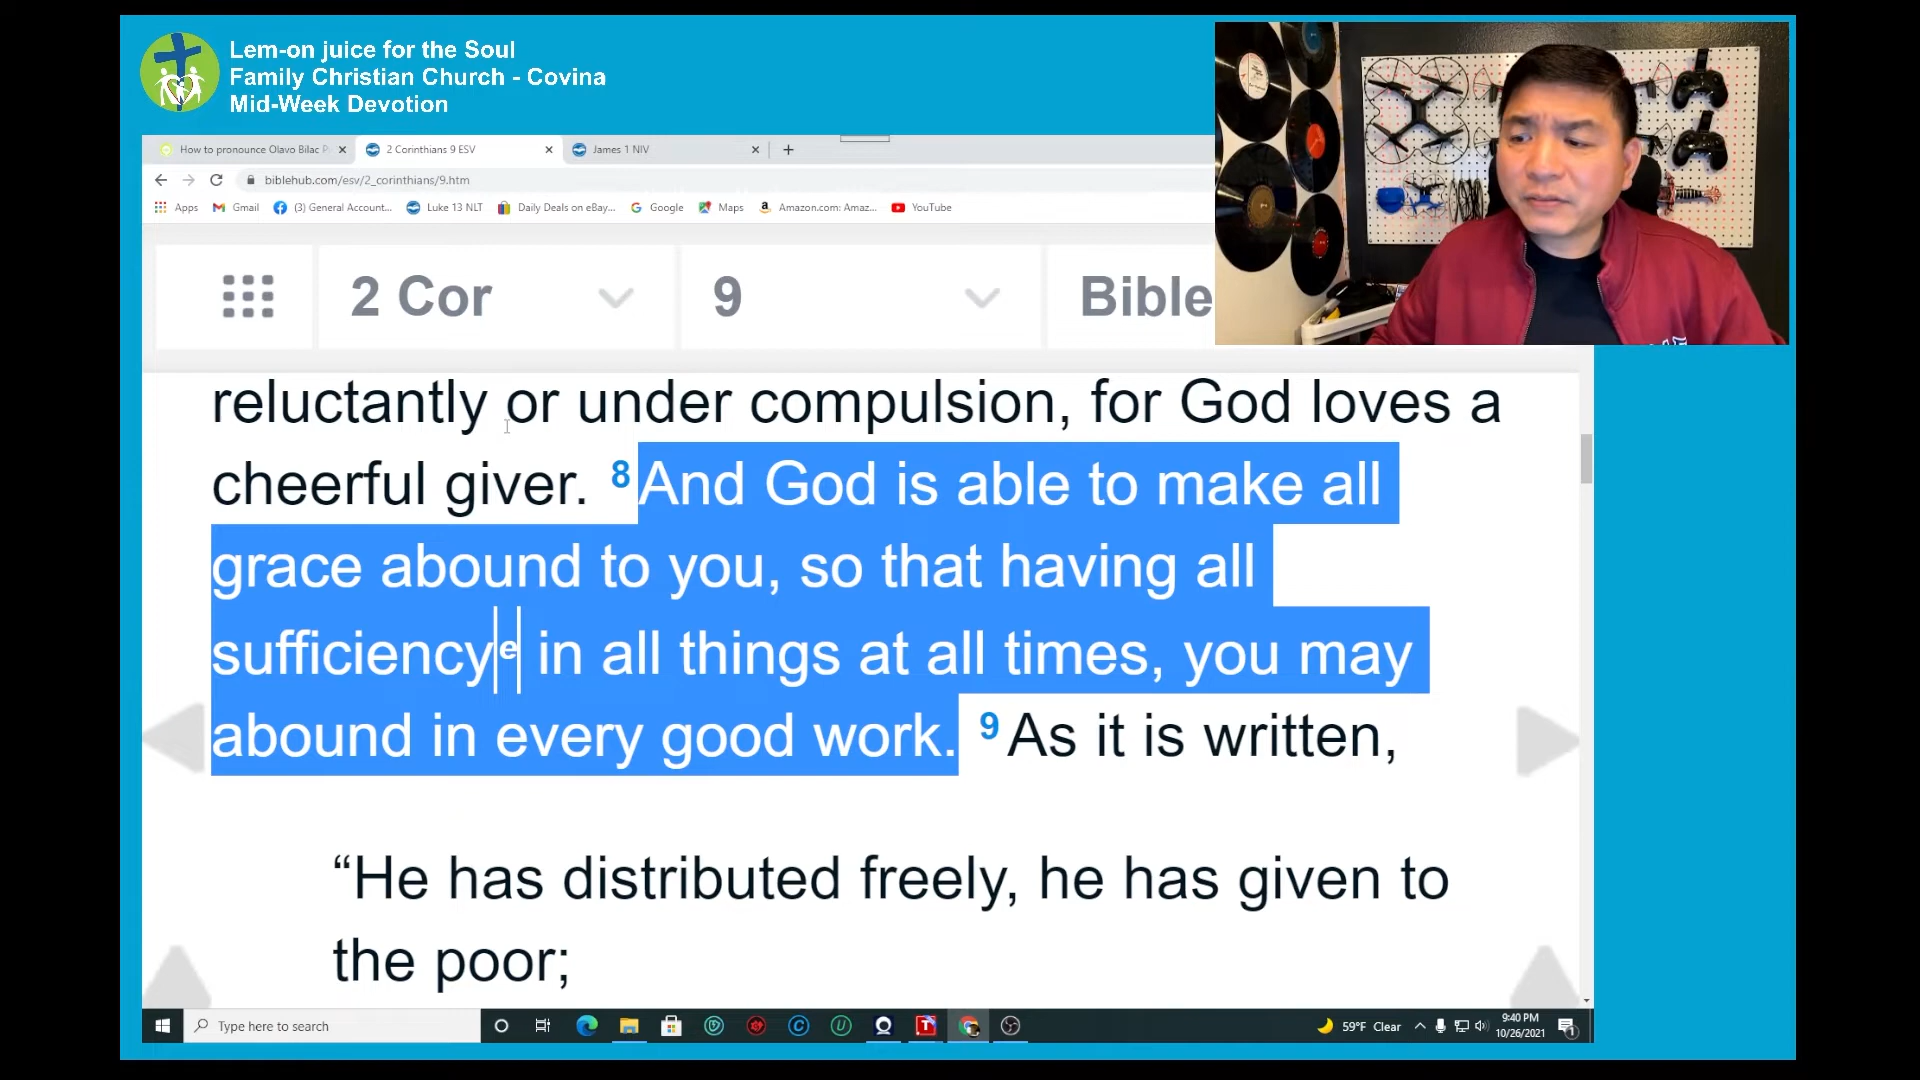 Lem-on juice for the Soul
Family Christian Church - Covina
Mid-Week Devotion
How to pronounce Olavo Bilac P
2 Corinthians 9 ESV
James 1 NIV
biblehub.com/esv/2_corinthians/9.htm
Apps Gmail (3) General Account... Luke 13 NLT Daily Deals on eBay... Google Maps Amazon.com: Amaz... YouTube
2 Cor 9 Bible
reluctantly or under compulsion, for God loves a
cheerful giver. 8 And God is able to make all
grace abound to you, so that having all
sufficiency e in all things at all times, you may
abound in every good work. 9 As it is written,
“He has distributed freely, he has given to
the poor;
Type here to search
59°F Clear
9:40 PM
10/26/2021